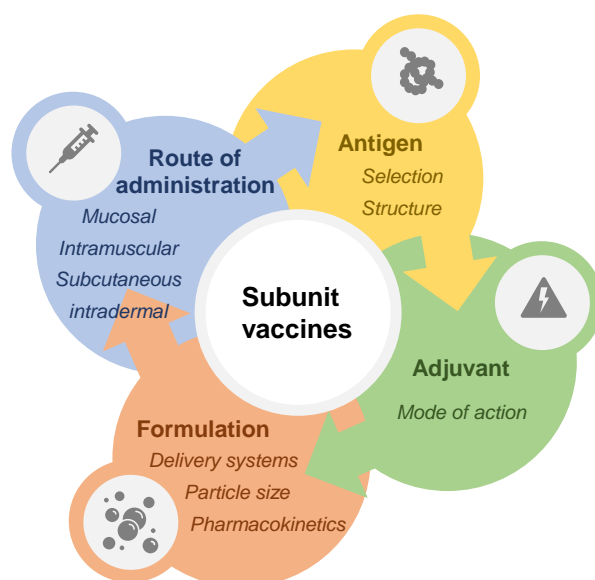 Route of
administration
Mucosal
Intramuscular
Subcutaneous
intradermal
Antigen
Selection
Structure
Subunit
vaccines
Adjuvant
Mode of action
Formulation
Delivery systems
Particle size
Pharmacokinetics